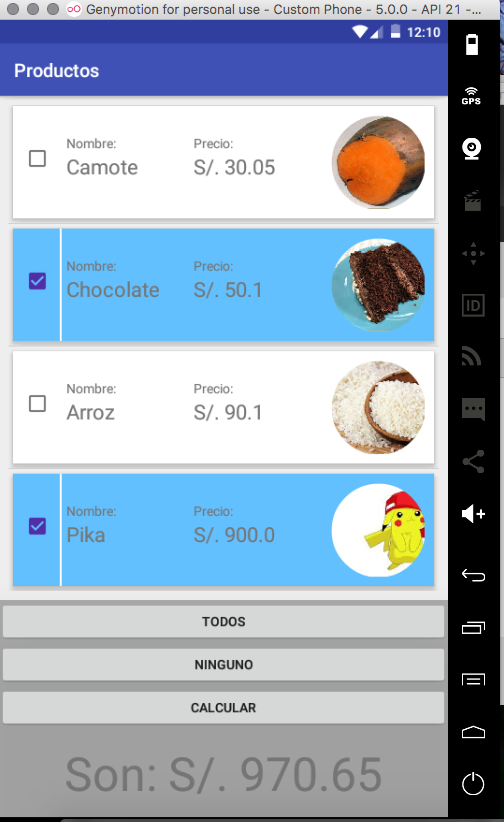 Genymotion for personal use - Custom Phone - 5.0.0 - API 21 -...
12:10
Productos
GPS
Nombre: Precio:
Camote S/. 30.05
Nombre: Precio:
Chocolate S/. 50.1
ID
Nombre: Precio:
Arroz S/. 90.1
Nombre: Precio:
Pika S/. 900.0
TODOS
NINGUNO
CALCULAR
Son: S/. 970.65